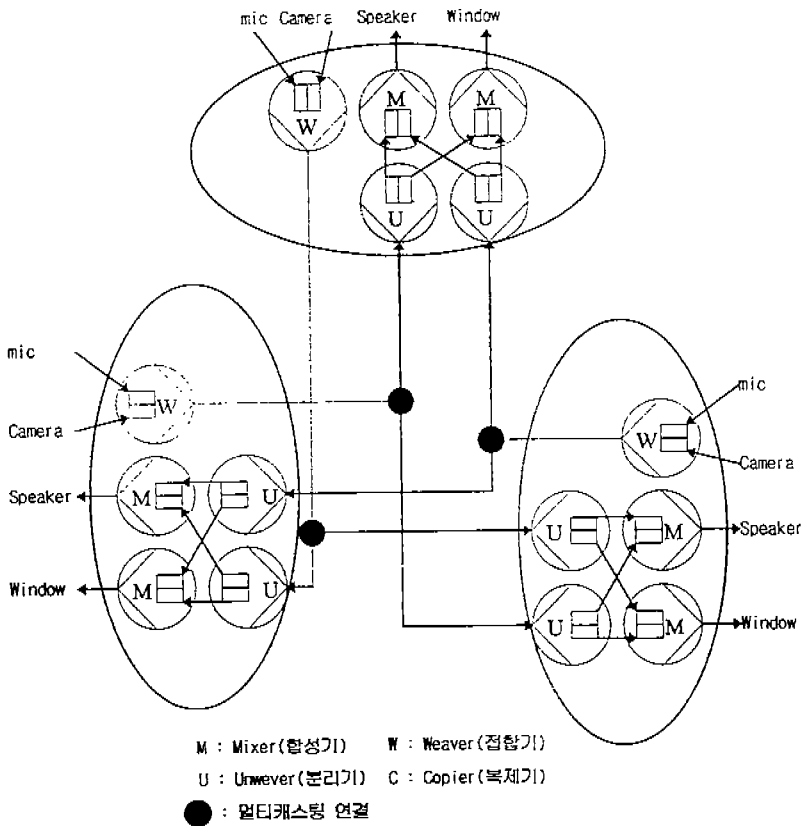 mic Camera Speaker Window
M M
W
U U
mic
W
Camera
Speaker M U
Window M U
mic
W
Camera
U M Speaker
U M Window
M : Mixer(합성기) W : Weaver(접합기)
U : Unwever(분리기) C : Copier(복제기)
: 멀티캐스팅 연결